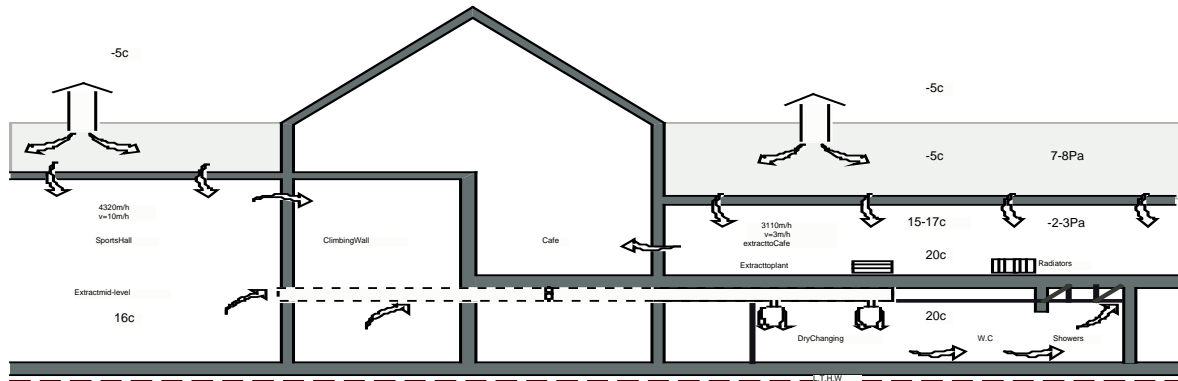 -5c
-5c
-5c
7-8Pa
4320m/h
v=10m/h
SportsHall
ClimbingWall
Cafe
3110m/h
v=3m/h
extracttoCafe
15-17c
-2-3Pa
20c
Extracttoplant
Radiators
Extractmid-level
16c
20c
DryChanging
W.C
Showers
L.T.H.W